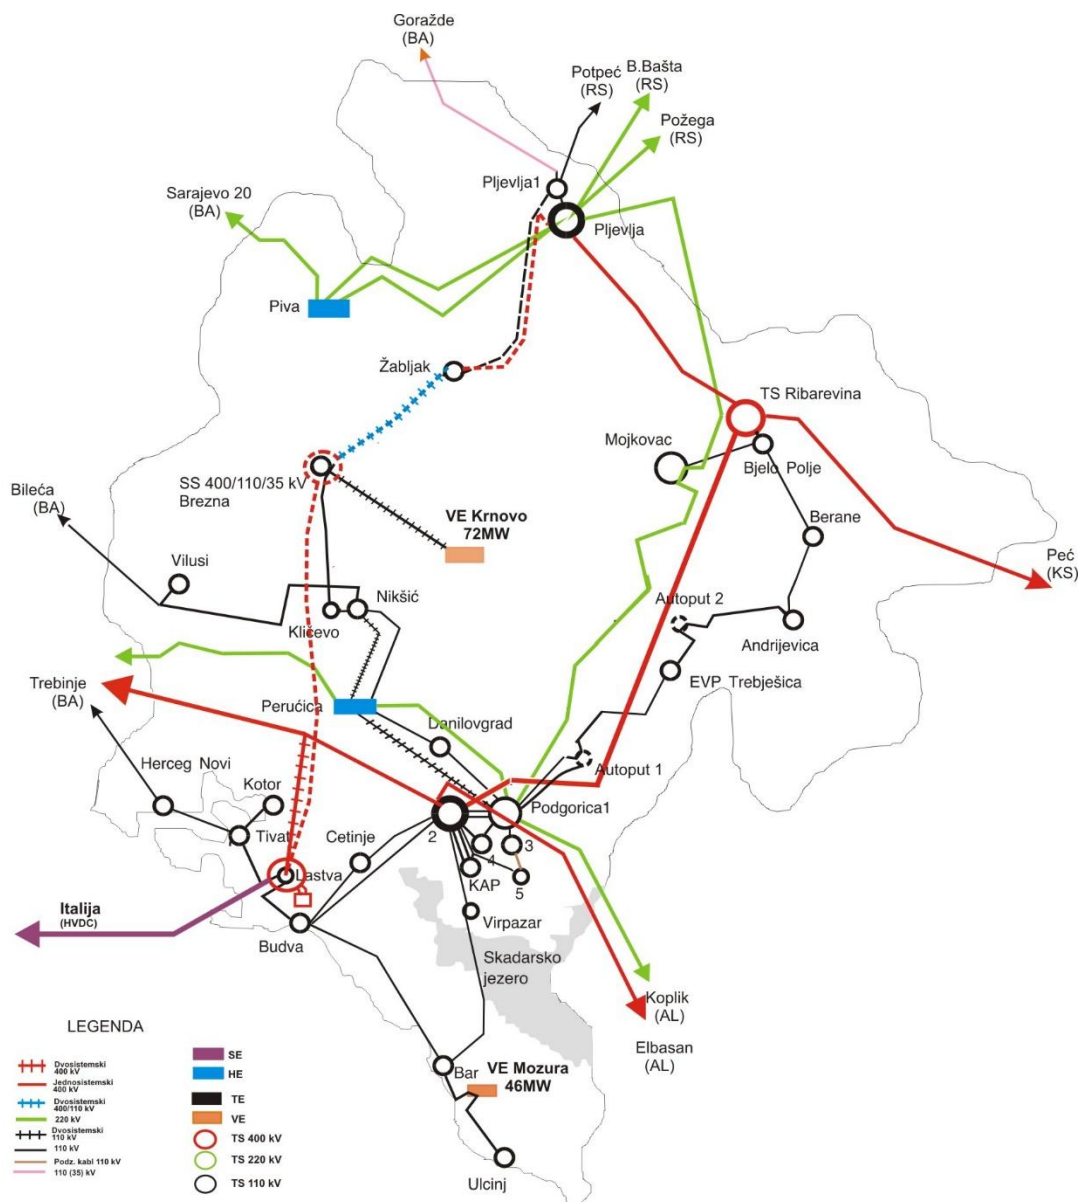 Goražde
(BA)
Potpeć
(RS)
B.Bašta
(RS)
Požega
(RS)
Pljevlja1
Sarajevo 20
(BA)
Pljevlja
Piva
Žabljak
TS Ribarevina
Mojkovac
Bjelo Polje
SS 400/110/35 kV
Brezna
Bileća
(BA)
VE Krnovo
72MW
Berane
Peć
(KS)
Vilusi
Nikšić
Kličevo
Autoput 2
Andrijevica
EVP Trebješica
Trebinje
(BA)
Perućica
Danilovgrad
Autoput 1
Herceg Novi
Kotor
Podgorica1
2
Tivat
Cetinje
4
3
KAP
5
Lastva
Italija
(HVDC)
Virpazar
Budva
Skadarsko
jezero
Koplik
(AL)
Elbasan
(AL)
Bar
VE Mozura
46MW
Ulcinj
LEGENDA
Dvosistemski
400 kV
Jednosistemski
400 kV
Dvosistemski
400/110 kV
220 kV
Dvosistemski
110 kV
110 kV
Podz. kabl 110 kV
110 (35) kV
SE
HE
TE
VE
TS 400 kV
TS 220 kV
TS 110 kV